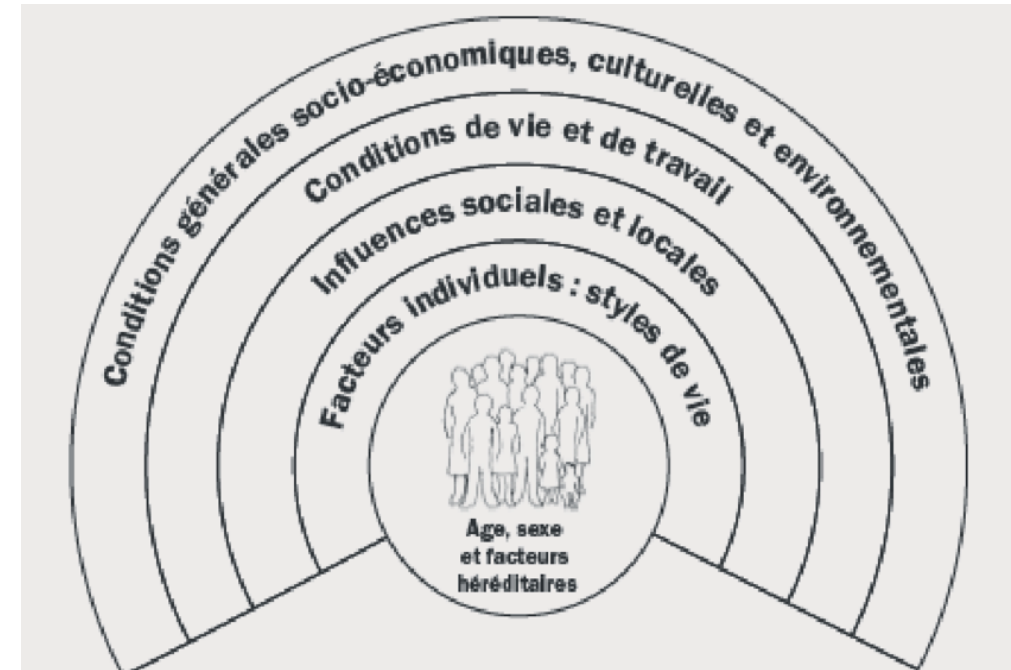 Conditions générales socio-économiques, culturelles et environnementales
Conditions de vie et de travail
Influences sociales et locales
Facteurs individuels : styles de vie
Age, sexe
et facteurs
héréditaires